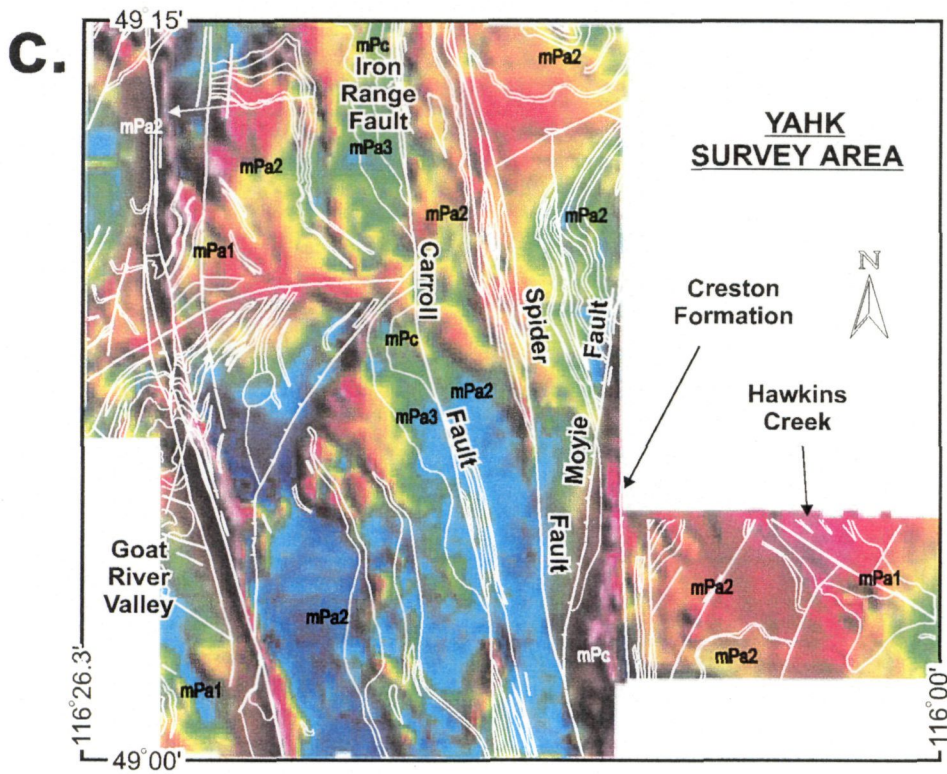 c.
49°15'
mPc
Iron
Range
Fault
mPa2
YAHK
SURVEY AREA
mPa2
mPa2
mPa3
mPa2
mPa2
mPa1
N
Carroll
Fault
Spider
Fault
Moyie
Fault
Creston
Formation
mPc
mPa2
mPa3
Hawkins
Creek
Goat
River
Valley
mPa2
mPa1
mPa2
mPa2
mPc
mPa1
116°26.3'
49°00'
116°00'